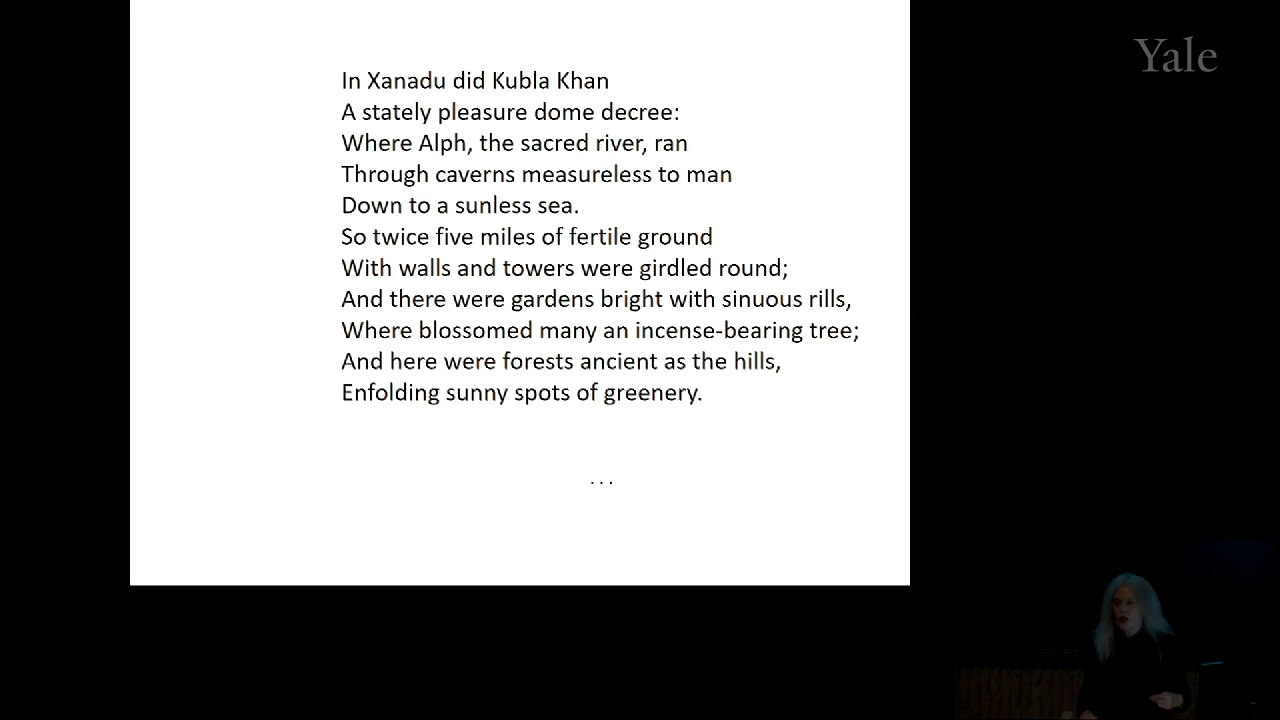 Yale
In Xanadu did Kubla Khan
A stately pleasure dome decree:
Where Alph, the sacred river, ran
Through caverns measureless to man
Down to a sunless sea.
So twice five miles of fertile ground
With walls and towers were girdled round;
And there were gardens bright with sinuous rills,
Where blossomed many an incense-bearing tree;
And here were forests ancient as the hills,
Enfolding sunny spots of greenery.
. . .